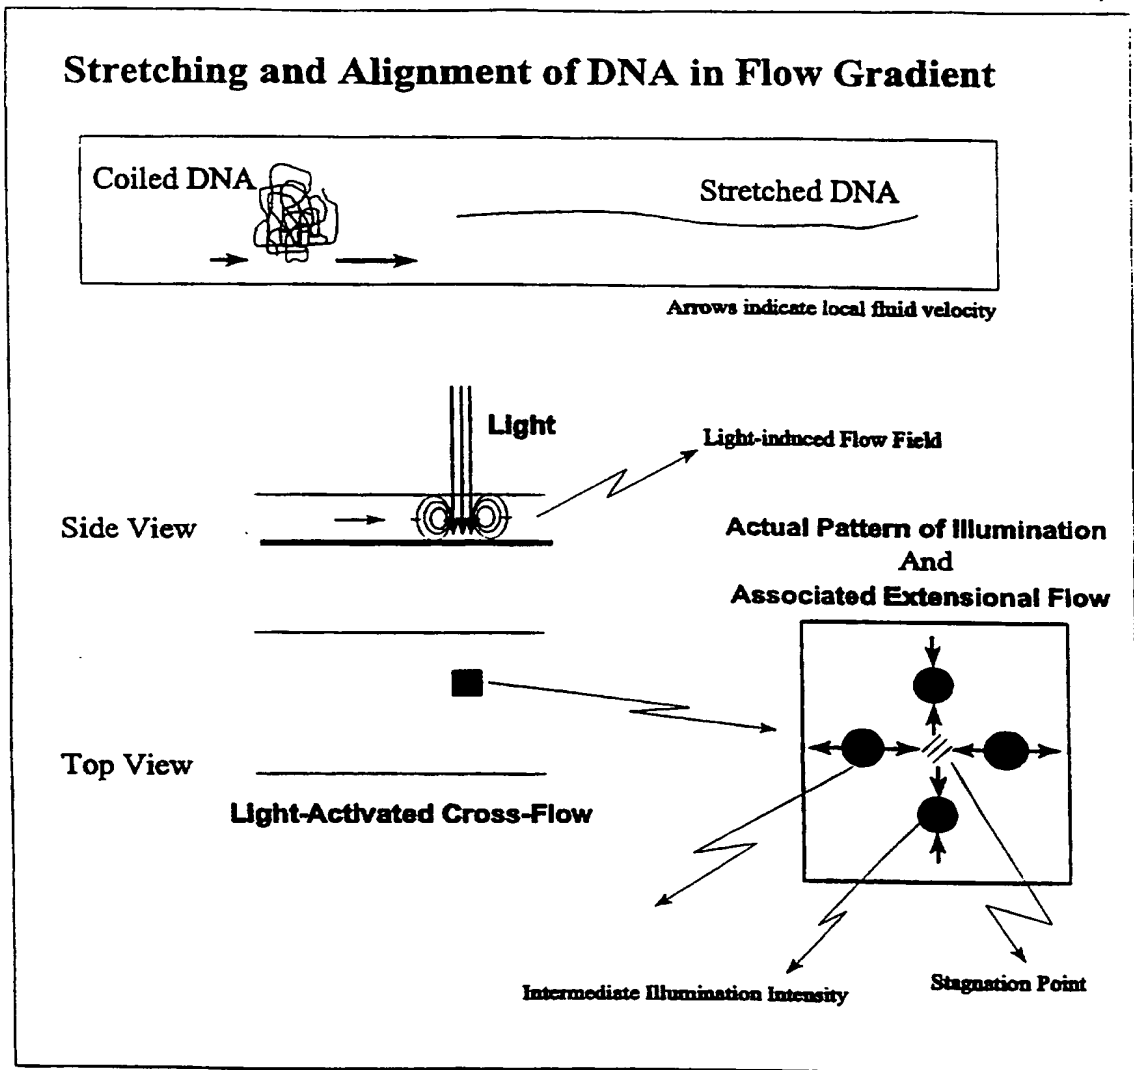 Stretching and Alignment of DNA in Flow Gradient
Coiled DNA
Stretched DNA
Arrows indicate local fluid velocity
Light
Light-induced Flow Field
Side View
Actual Pattern of Illumination
And
Associated Extensional Flow
Top View
Light-Activated Cross-Flow
Intermediate Illumination Intensity
Stagnation Point